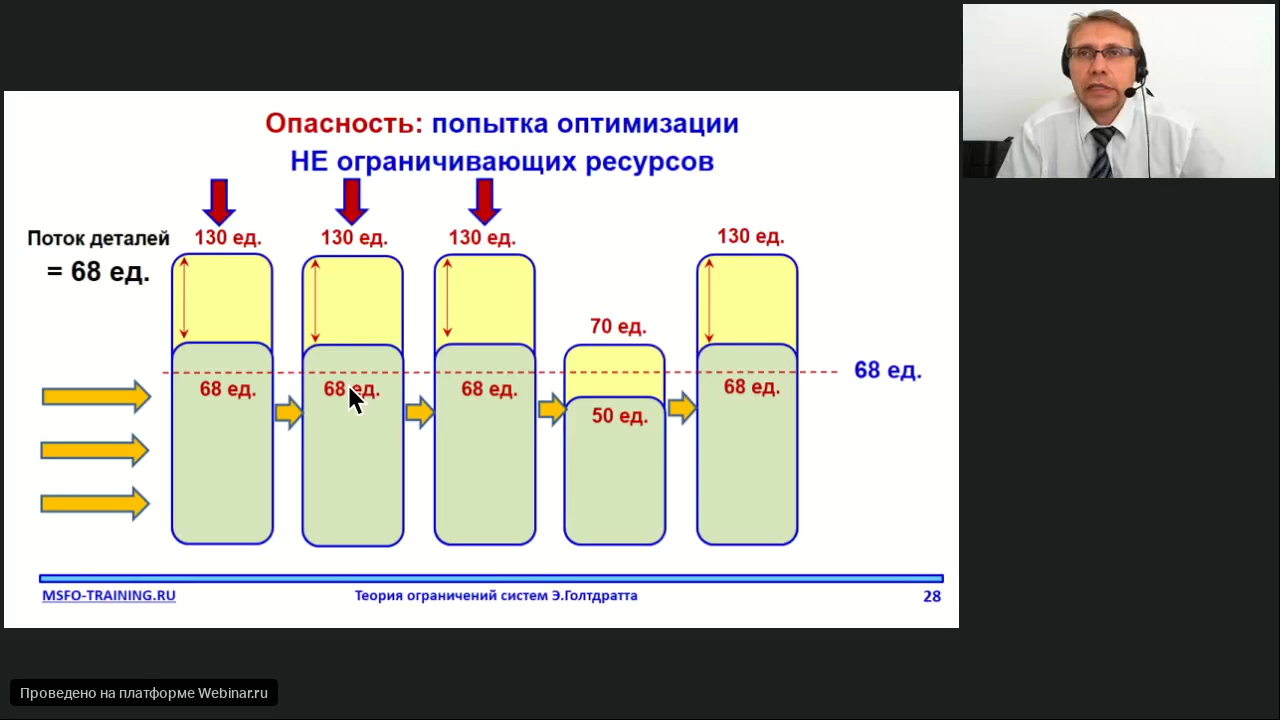 Опасность: попытка оптимизации
НЕ ограничивающих ресурсов
Поток деталей
= 68 ед.
130 ед.
130 ед.
130 ед.
70 ед.
130 ед.
68 ед.
68 ед.
68 ед.
50 ед.
68 ед.
68 ед.
MSFO-TRAINING.RU
Теория ограничений систем Э.Голтдратта
28
Проведено на платформе Webinar.ru